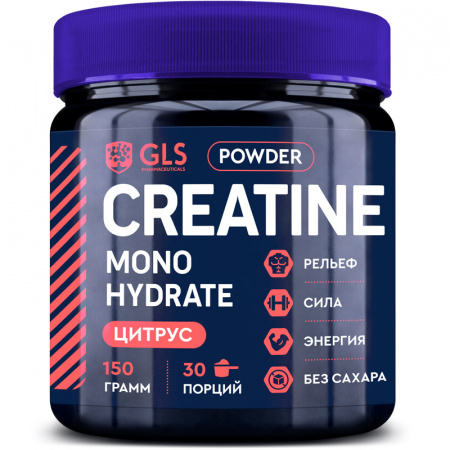 GLS
PHARMACEUTICALS
POWDER
CREATINE
MONO
HYDRATE
ЦИТРУС
150
ГРАММ
30
ПОРЦИЙ
РЕЛЬЕФ
СИЛА
ЭНЕРГИЯ
БЕЗ САХАРА